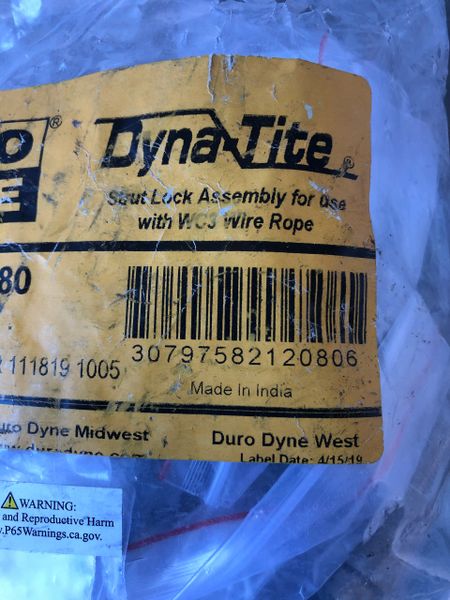 O ®
E
Dyna-Tite ®
Strut Lock Assembly for use
with WC3 Wire Rope
80
30797582120806
111819 1005
Made In India
uro Dyne Midwest
Duro Dyne West
Label Date: 4/15/19
WARNING:
and Reproductive Harm
.P65Warnings.ca.gov.